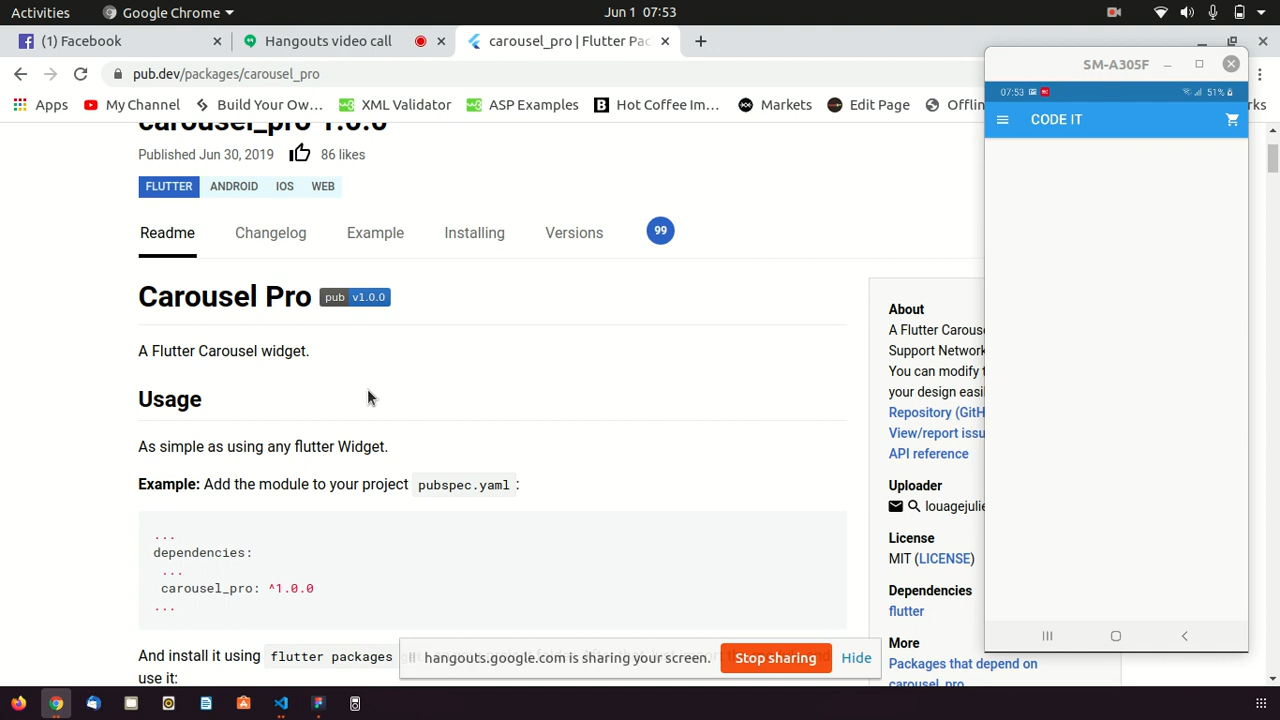 Activities
Google Chrome
Jun 1 07:53
(1) Facebook
Hangouts video call
carousel_pro | Flutter Pac
pub.dev/packages/carousel_pro
Apps
My Channel
Build Your Ow...
XML Validator
ASP Examples
Hot Coffee Im...
Markets
Edit Page
Offlin
rks
carousel_pro 1.0.0
Published Jun 30, 2019
86 likes
FLUTTER
ANDROID
IOS
WEB
Readme
Changelog
Example
Installing
Versions
99
Carousel Pro
pub v1.0.0
A Flutter Carousel widget.
Usage
As simple as using any flutter Widget.
Example: Add the module to your project pubspec.yaml :
...
dependencies:
...
carousel_pro: ^1.0.0
...
And install it using flutter packages
use it:
About
A Flutter Carous
Support Network
You can modify t
your design easi
Repository (GitH
View/report issu
API reference
Uploader
louagejulie
License
MIT (LICENSE)
Dependencies
flutter
More
Packages that depend on
carousel_pro
hangouts.google.com is sharing your screen.
Stop sharing
Hide
SM-A305F
07:53
51%
CODE IT